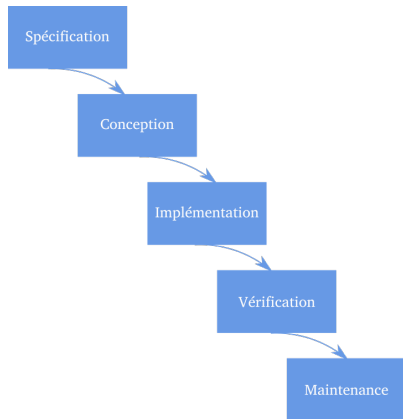 Spécification
Conception
Implémentation
Vérification
Maintenance